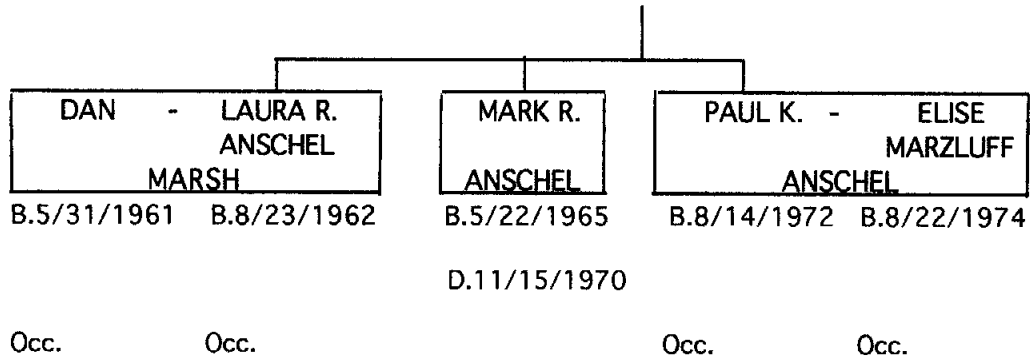 DAN - LAURA R. MARK R. PAUL K. - ELISE
ANSCHEL MARZLUFF
MARSH ANSCHEL ANSCHEL
B.5/31/1961 B.8/23/1962 B.5/22/1965 B.8/14/1972 B.8/22/1974
D.11/15/1970
Occ. Occ. Occ. Occ.